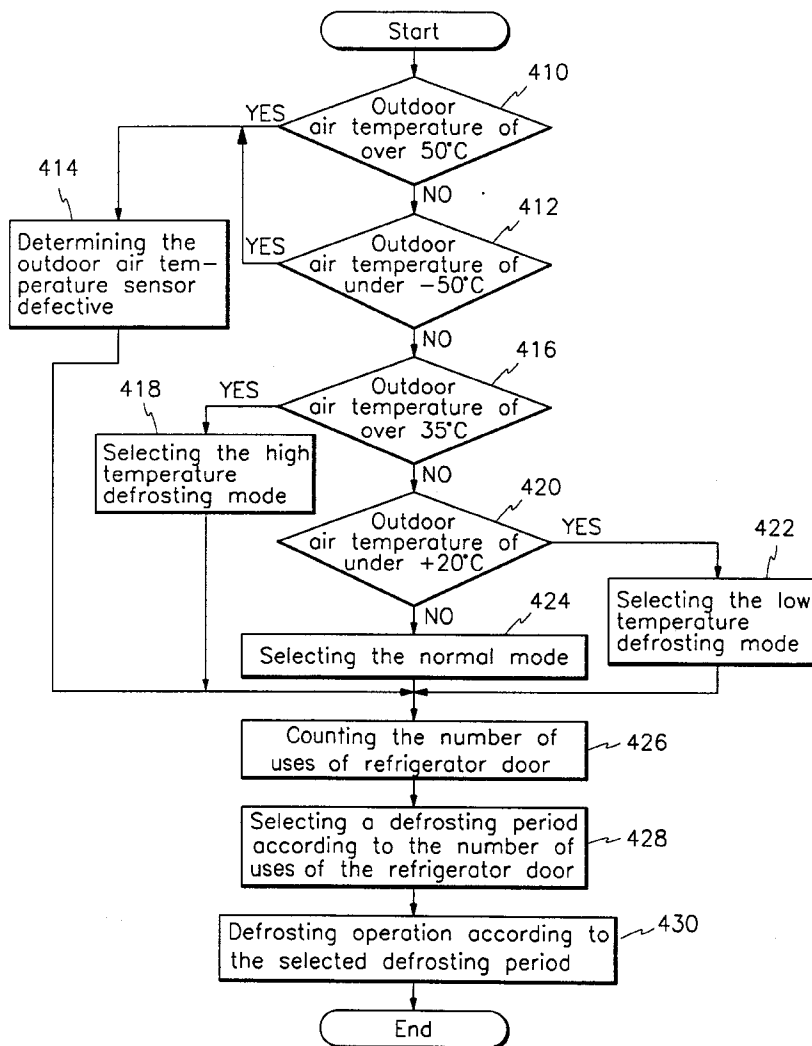 Start
410
Outdoor
air temperature of
over 50°C
YES
NO
414
Determining the
outdoor air tem-
perature sensor
defective
412
Outdoor
air temperature of
under -50°C
YES
NO
416
Outdoor
air temperature of
over 35°C
YES
NO
418
Selecting the high
temperature
defrosting mode
420
Outdoor
air temperature of
under +20°C
YES
NO
422
Selecting the low
temperature
defrosting mode
424
Selecting the normal mode
Counting the number of
uses of refrigerator door
426
Selecting a defrosting period
according to the number of
uses of the refrigerator door
428
Defrosting operation according to
the selected defrosting period
430
End